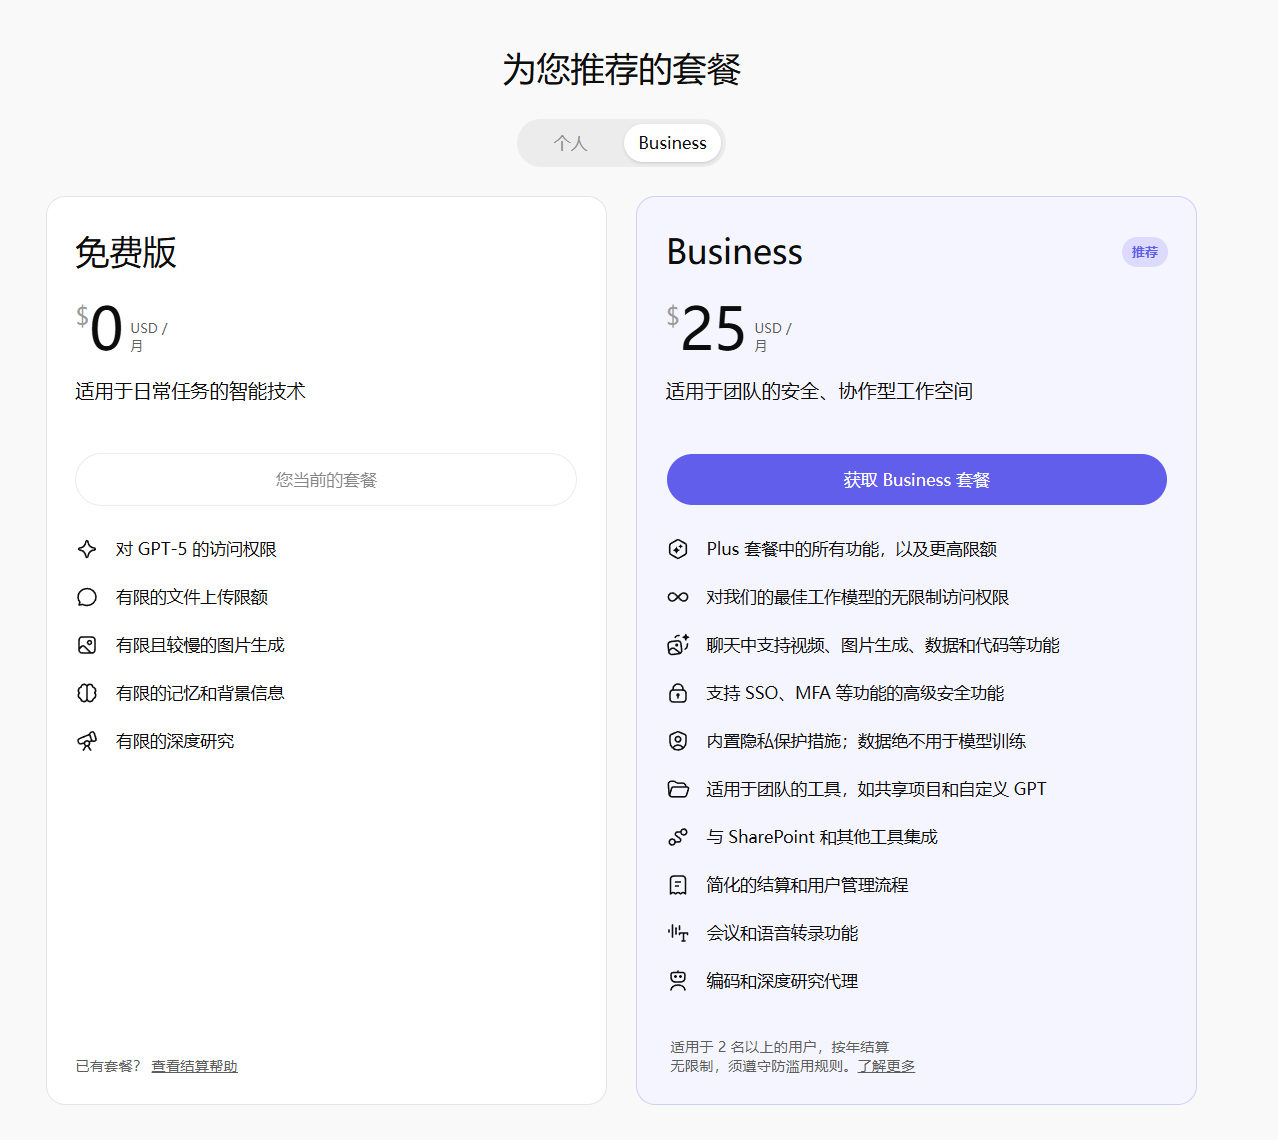 为您推荐的套餐
个人
Business
免费版
$0 USD /
月
适用于日常任务的智能技术
您当前的套餐
对 GPT-5 的访问权限
有限的文件上传限额
有限且较慢的图片生成
有限的记忆和背景信息
有限的深度研究
已有套餐？ 查看结算帮助
Business
推荐
$25 USD /
月
适用于团队的安全、协作型工作空间
获取 Business 套餐
Plus 套餐中的所有功能，以及更高限额
对我们的最佳工作模型的无限制访问权限
聊天中支持视频、图片生成、数据和代码等功能
支持 SSO、MFA 等功能的高级安全功能
内置隐私保护措施；数据绝不用于模型训练
适用于团队的工具，如共享项目和自定义 GPT
与 SharePoint 和其他工具集成
简化的结算和用户管理流程
会议和语音转录功能
编码和深度研究代理
适用于 2 名以上的用户，按年结算
无限制，须遵守防滥用规则。了解更多